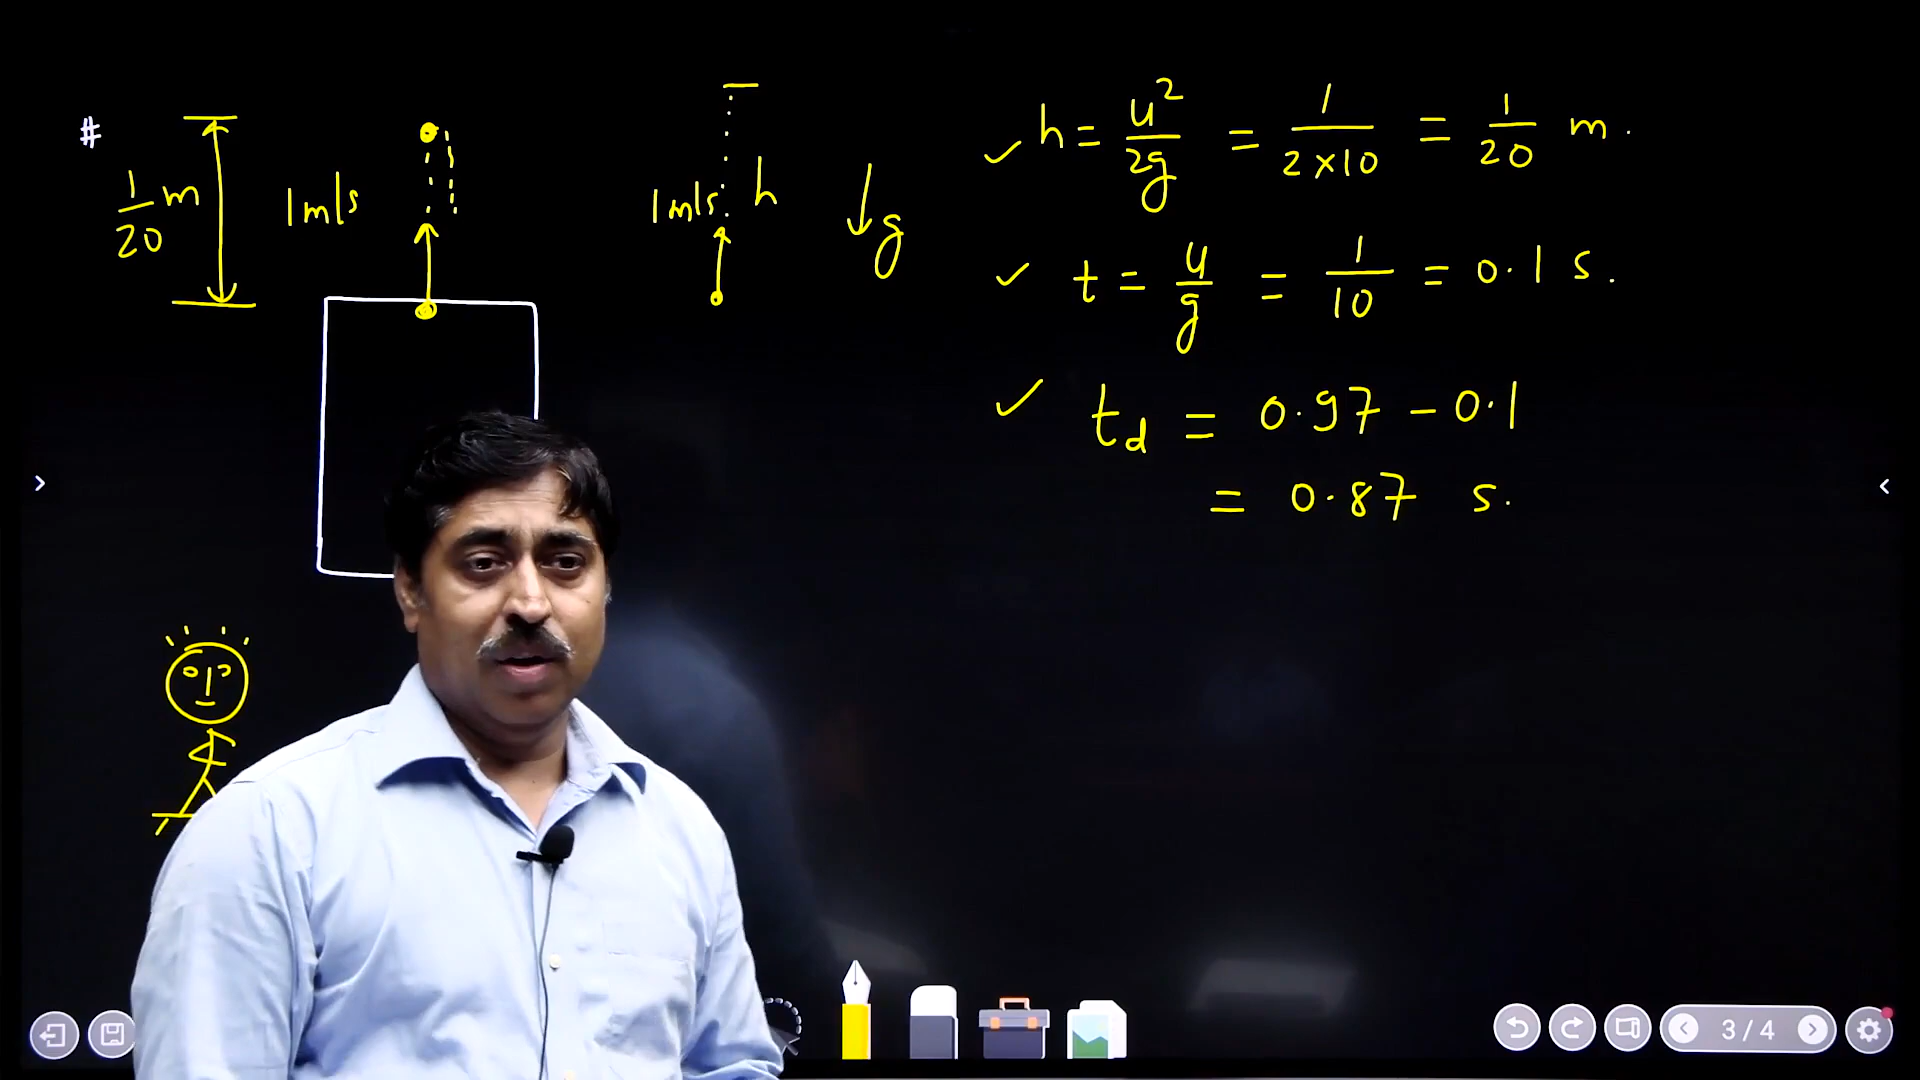 #
1/20 m
1m/s
1m/s
h
g
h = u²/2g = 1/2×10 = 1/20 m.
t = u/g = 1/10 = 0.1 s.
t_d = 0.97 - 0.1
= 0.87 s.
3/4